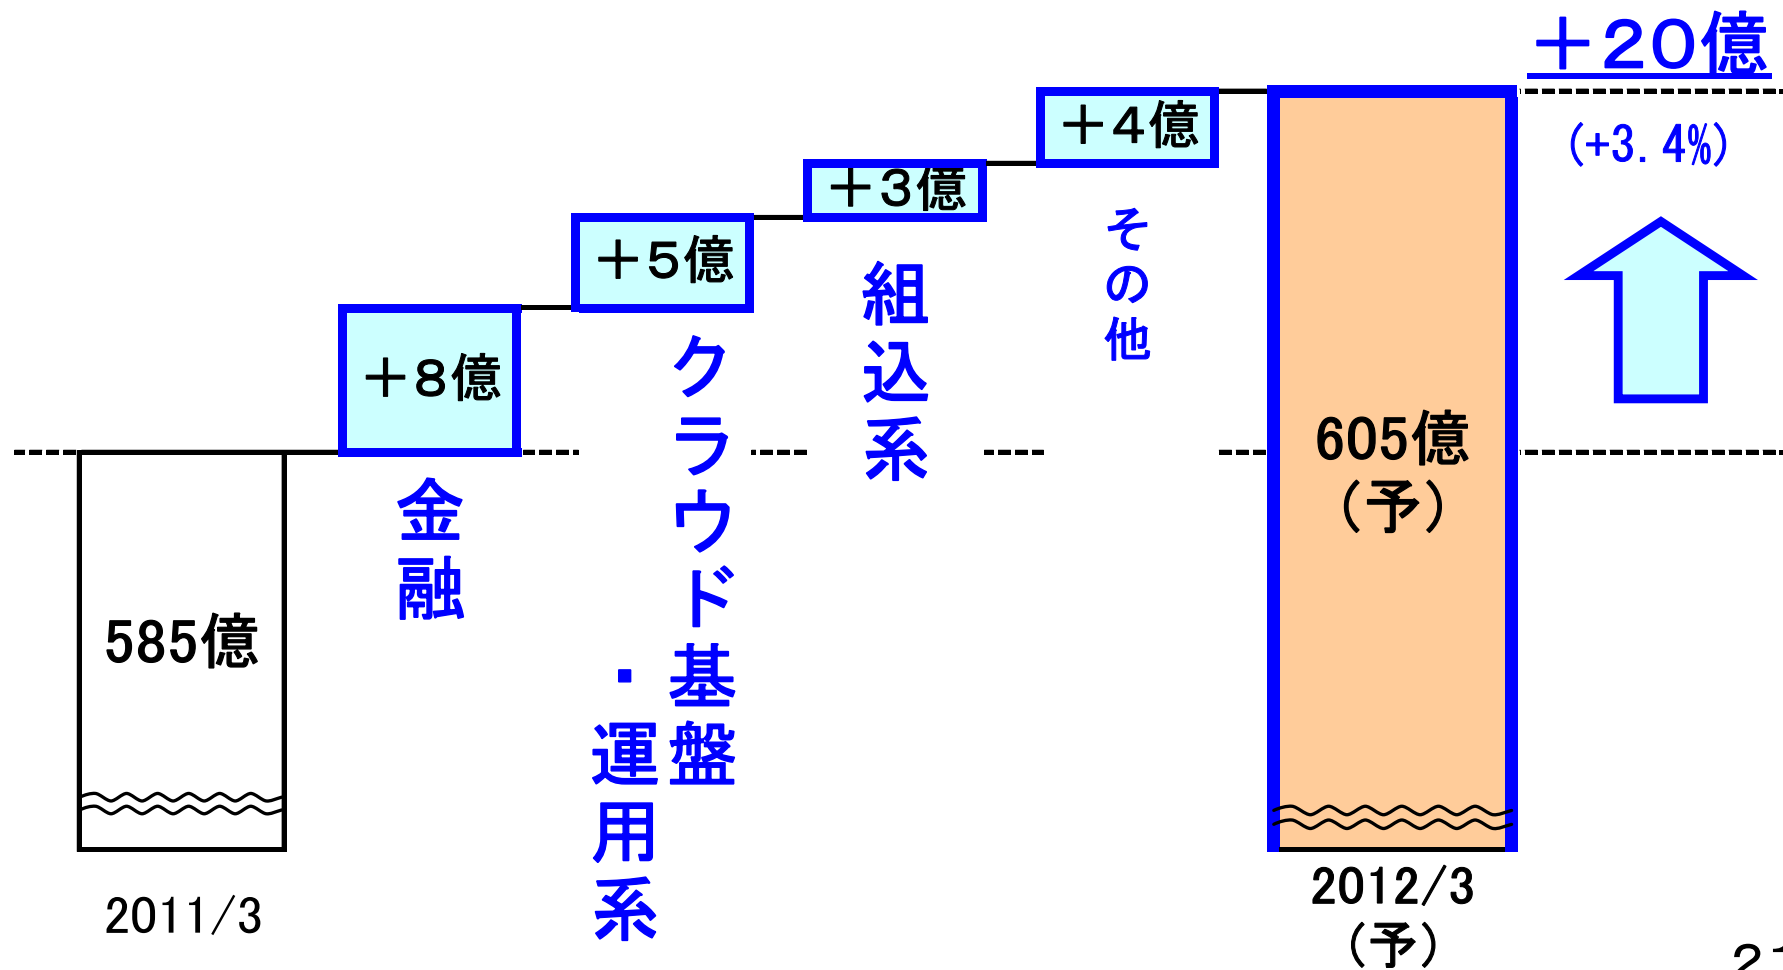 ＋２０億
(+3.4%)
＋４億
＋３億
＋５億
＋８億
その他
組込系
クラウド基盤
・運用系
金融
585億
605億
(予)
2011/3
2012/3
(予)